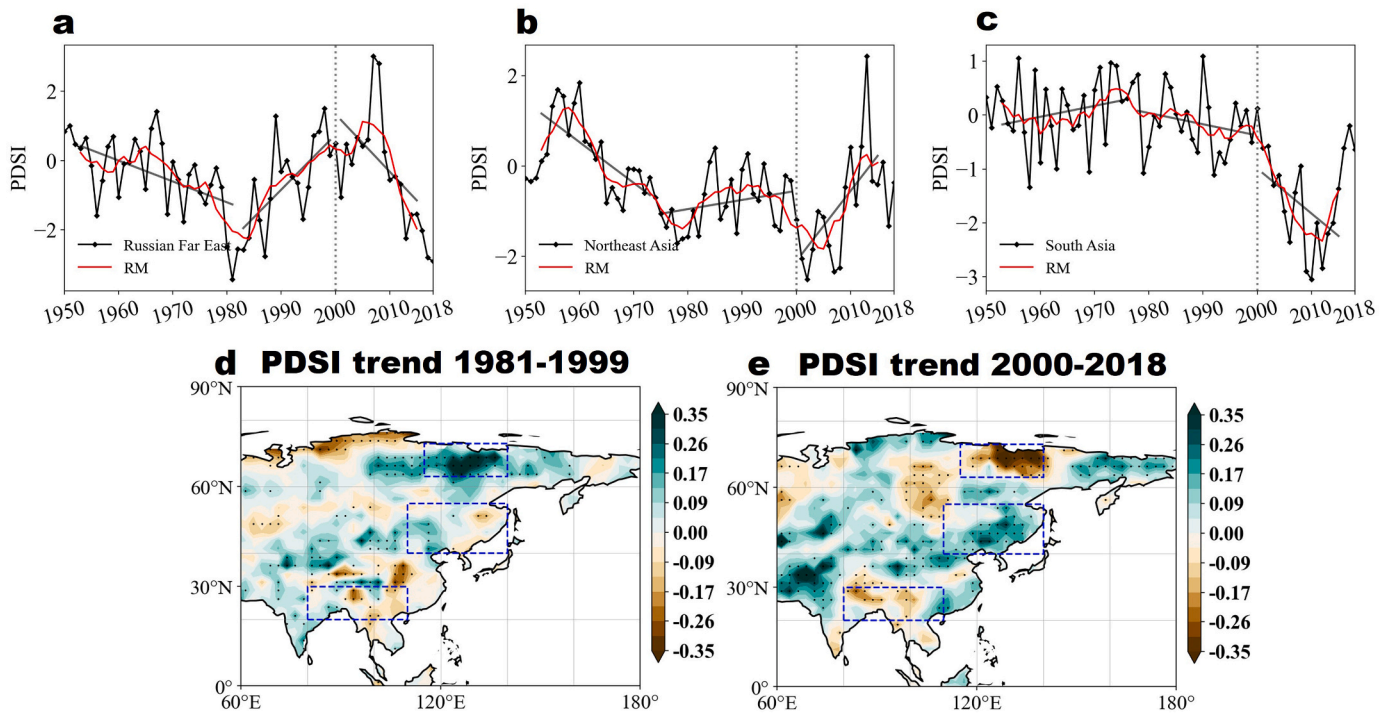 a
b
c
2
0
−2
PDSI
Russian Far East
RM
1950 1960 1970 1980 1990 2000 2010 2018
2
0
−2
PDSI
Northeast Asia
RM
1950 1960 1970 1980 1990 2000 2010 2018
1
0
−1
−2
−3
PDSI
South Asia
RM
1950 1960 1970 1980 1990 2000 2010 2018
d PDSI trend 1981-1999
90°N
60°N
30°N
0°
60°E 120°E 180°
0.35
0.26
0.17
0.09
0.00
-0.09
-0.17
-0.26
-0.35
e PDSI trend 2000-2018
90°N
60°N
30°N
0°
60°E 120°E 180°
0.35
0.26
0.17
0.09
0.00
-0.09
-0.17
-0.26
-0.35